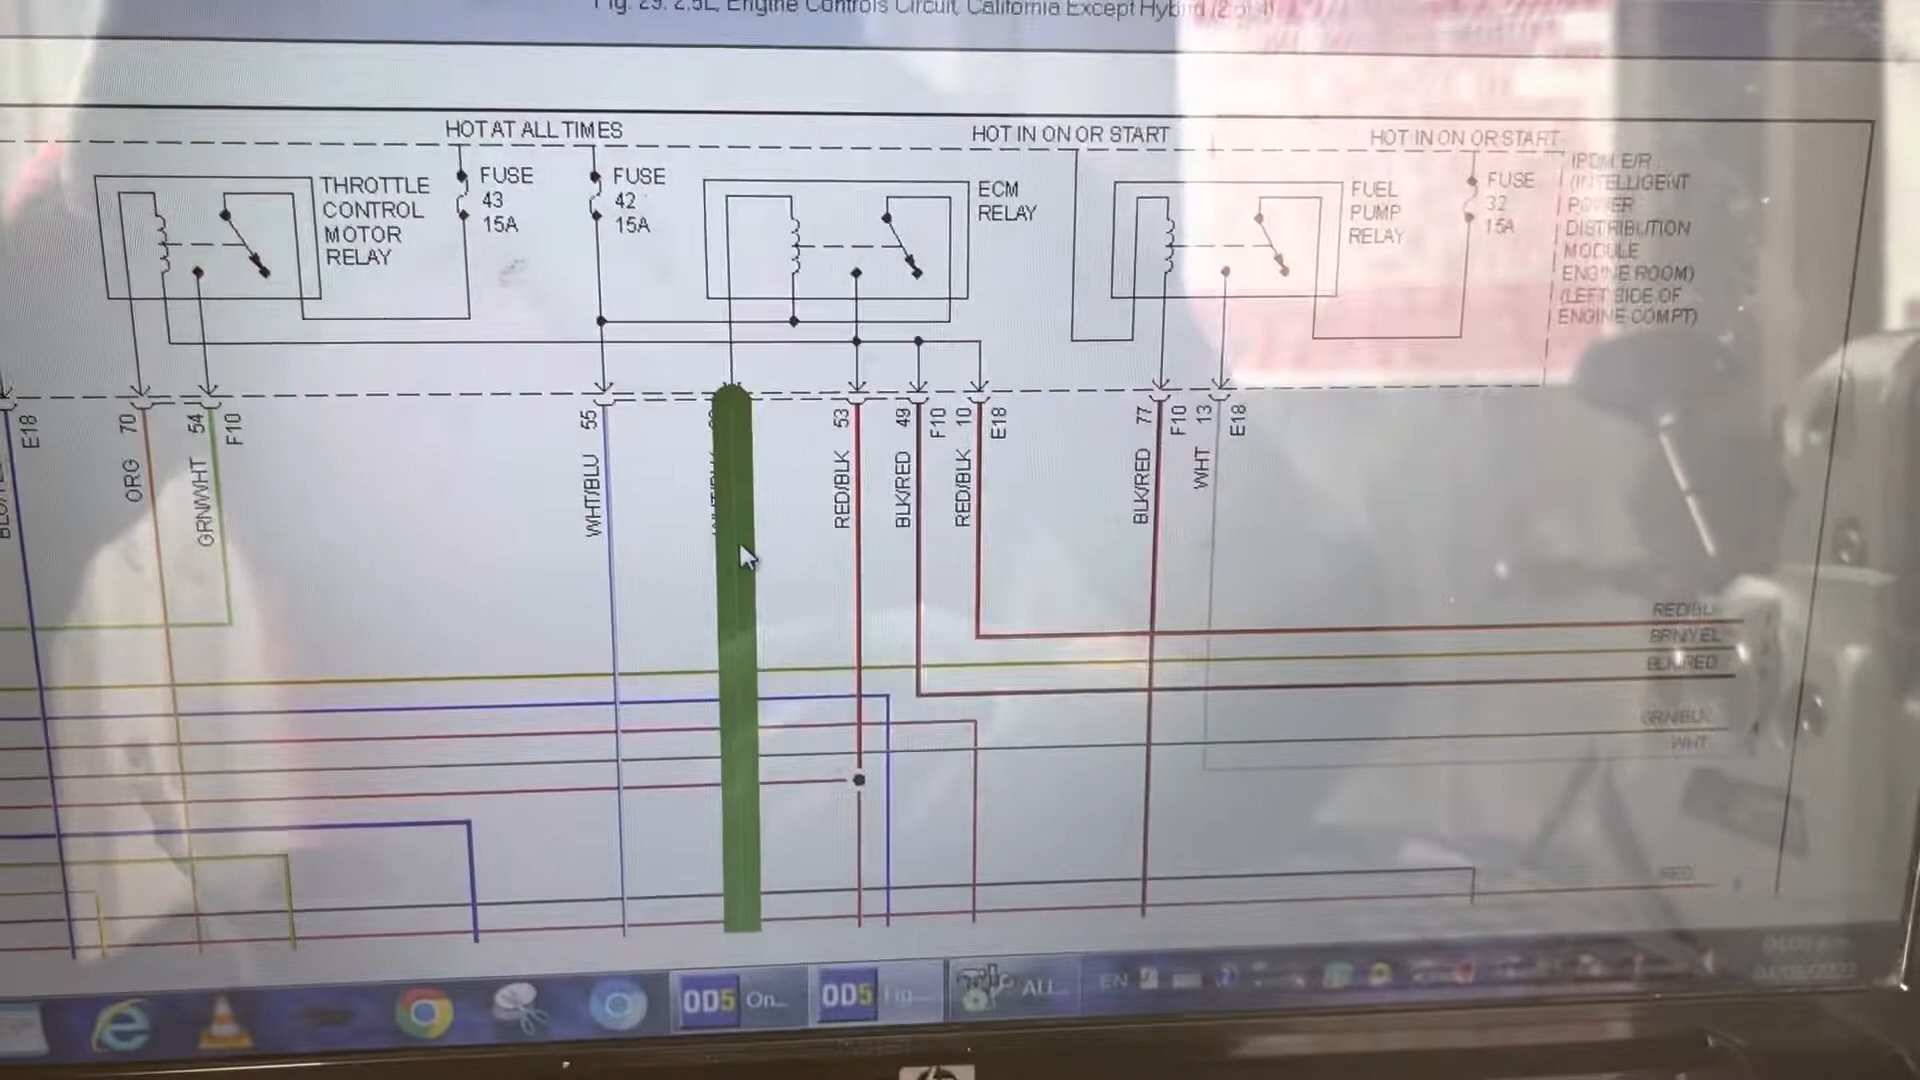 Fig. 29: 2.5L, Engine Controls Circuit, California Except Hybrid (2 of 4)
HOT AT ALL TIMES
HOT IN ON OR START
HOT IN ON OR START
THROTTLE
CONTROL
MOTOR
RELAY
FUSE
43
15A
FUSE
42
15A
ECM
RELAY
FUEL
PUMP
RELAY
FUSE
32
15A
IPDM E/R
(INTELLIGENT
POWER
DISTRIBUTION
MODULE
ENGINE ROOM)
(LEFT SIDE OF
ENGINE COMPT)
E18
70
54
F10
55
53
49
F10
10
E18
77
F10
13
E18
ORG
GRN/WHT
WHT/BLU
RED/BLK
BLK/RED
RED/BLK
BLK/RED
WHT
BRN/YEL
BLK/RED
GRN/BLK
WHT
RED
OD5 On...
OD5 Fig...
ALL...
EN
hp